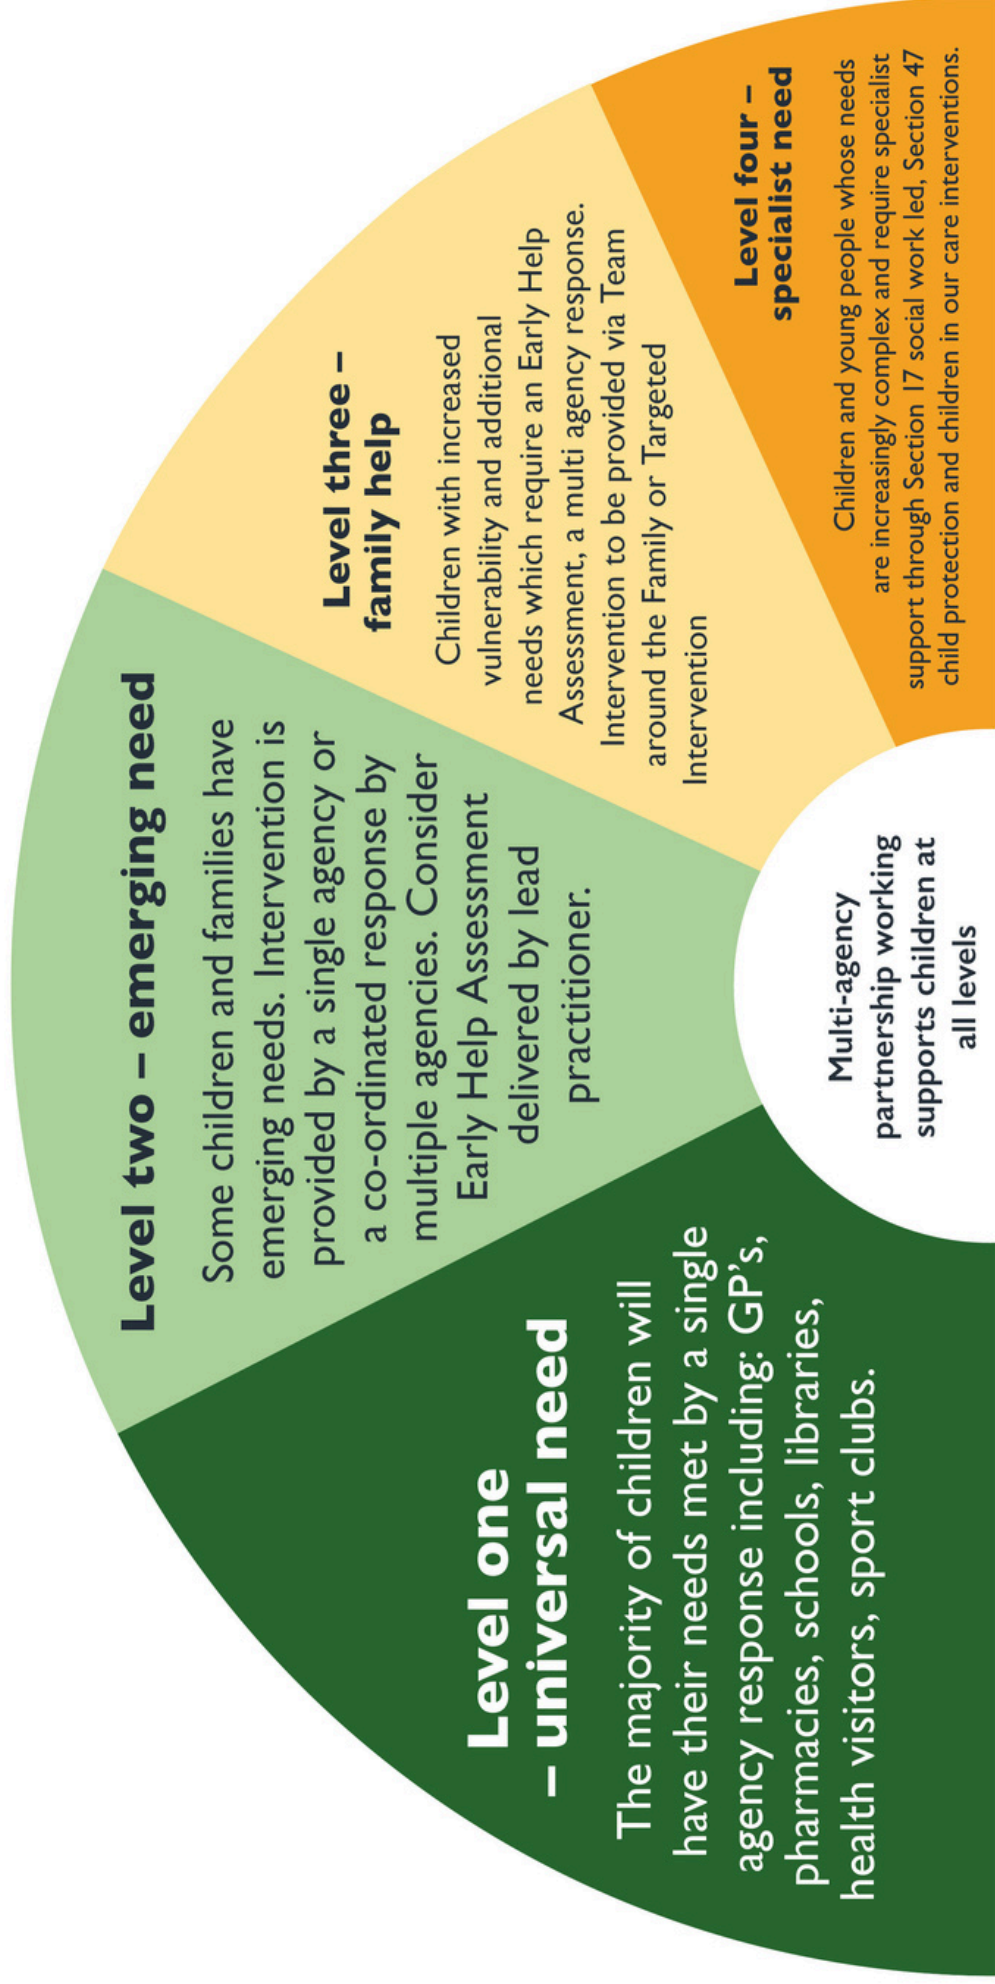 Level one
– universal need
The majority of children will
have their needs met by a single
agency response including: GP's,
pharmacies, schools, libraries,
health visitors, sport clubs.
Level two – emerging need
Some children and families have
emerging needs. Intervention is
provided by a single agency or
a co-ordinated response by
multiple agencies. Consider
Early Help Assessment
delivered by lead
practitioner.
Level three –
family help
Children with increased
vulnerability and additional
needs which require an Early Help
Assessment, a multi agency response.
Intervention to be provided via Team
around the Family or Targeted
Intervention
Level four –
specialist need
Children and young people whose needs
are increasingly complex and require specialist
support through Section 17 social work led, Section 47
child protection and children in our care interventions.
Multi-agency
partnership working
supports children at
all levels